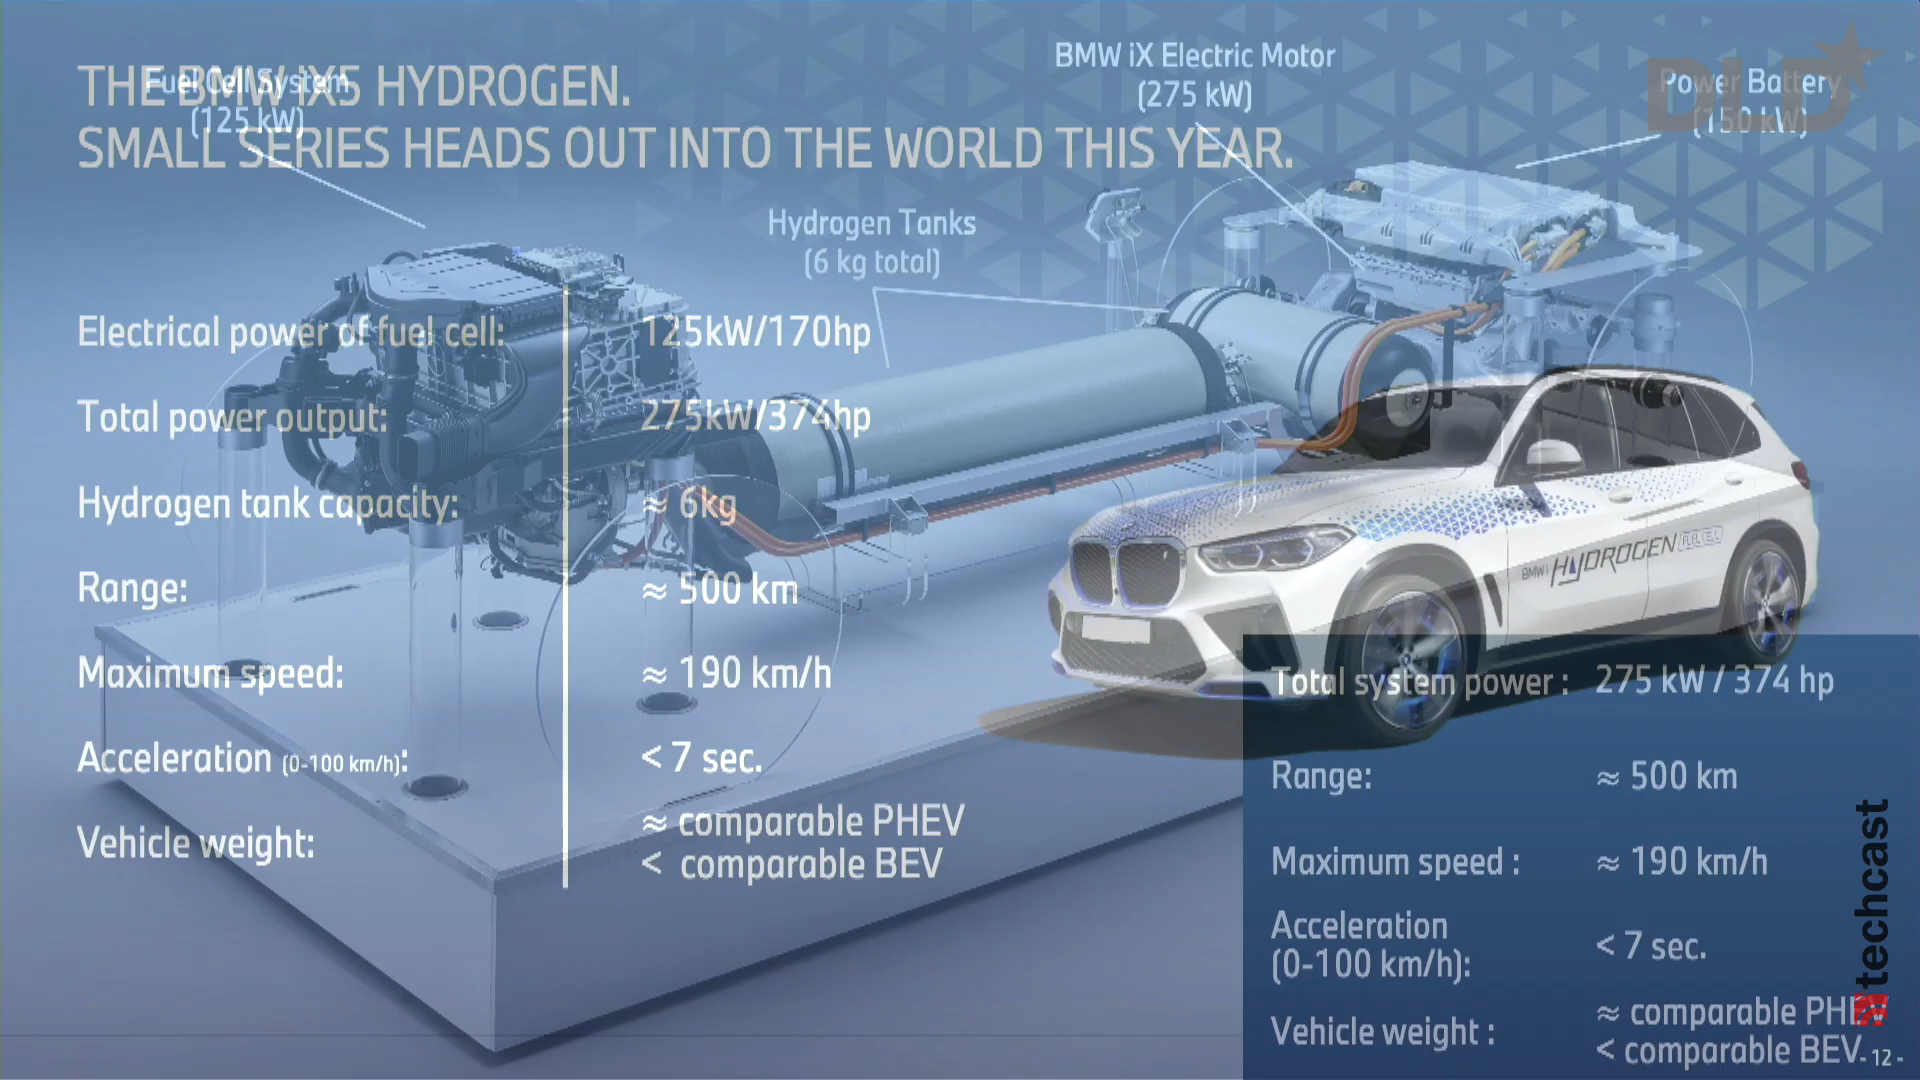 THE BMW iX5 HYDROGEN.
SMALL SERIES HEADS OUT INTO THE WORLD THIS YEAR.
Fuel Cell System
(125 kW)
BMW iX Electric Motor
(275 kW)
Power Battery
(150 kW)
DLD
Hydrogen Tanks
(6 kg total)
Electrical power of fuel cell: 125kW/170hp
Total power output: 275kW/374hp
Hydrogen tank capacity: ≈ 6kg
Range: ≈ 500 km
Maximum speed: ≈ 190 km/h
Acceleration (0-100 km/h): < 7 sec.
Vehicle weight: ≈ comparable PHEV
< comparable BEV
BMW i HYDROGEN FUEL CELL
Total system power : 275 kW / 374 hp
Range: ≈ 500 km
Maximum speed : ≈ 190 km/h
Acceleration
(0-100 km/h): < 7 sec.
Vehicle weight : ≈ comparable PHEV
< comparable BEV
- 12 -
techcast